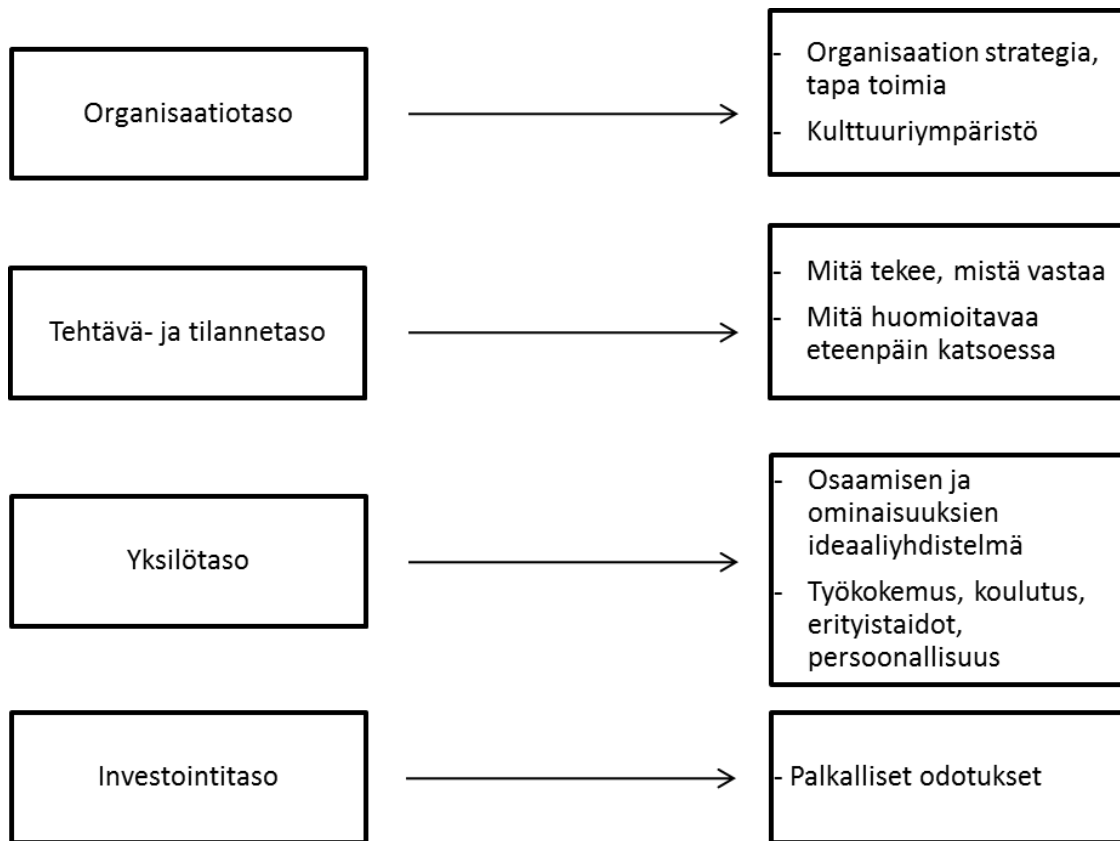 Organisaatiotaso
- Organisaation strategia,
tapa toimia
- Kulttuuriympäristö
Tehtävä- ja tilannetaso
- Mitä tekee, mistä vastaa
- Mitä huomioitavaa
eteenpäin katsoessa
Yksilötaso
- Osaamisen ja
ominaisuuksien
ideaaliyhdistelmä
- Työkokemus, koulutus,
erityistaidot,
persoonallisuus
Investointitaso
- Palkalliset odotukset